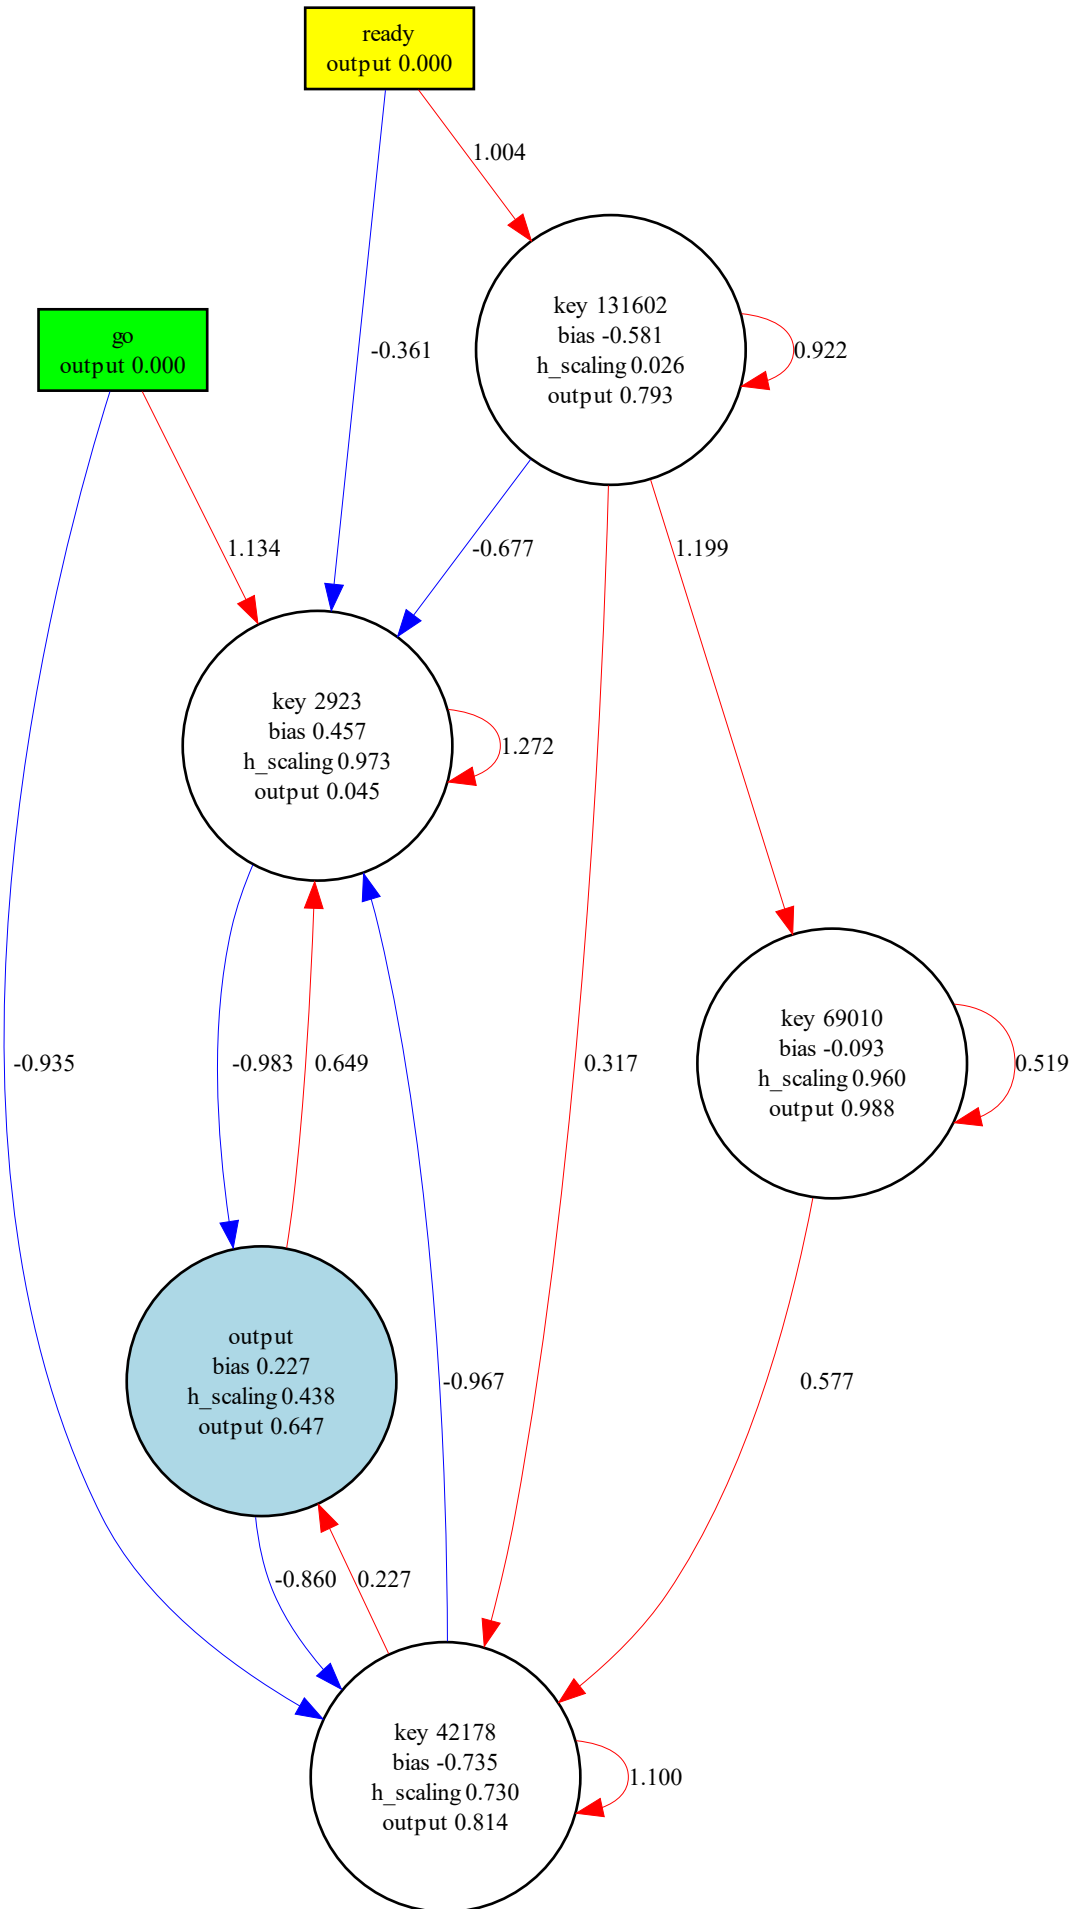 ready
output 0.000
1.004
key 131602
bias -0.581
h_scaling 0.026
output 0.793
0.922
go
output 0.000
-0.361
1.134
-0.677
1.199
key 2923
bias 0.457
h_scaling 0.973
output 0.045
1.272
key 69010
bias -0.093
h_scaling 0.960
output 0.988
0.519
-0.935
-0.983
0.649
0.317
output
bias 0.227
h_scaling 0.438
output 0.647
-0.967
0.577
-0.860
0.227
key 42178
bias -0.735
h_scaling 0.730
output 0.814
1.100